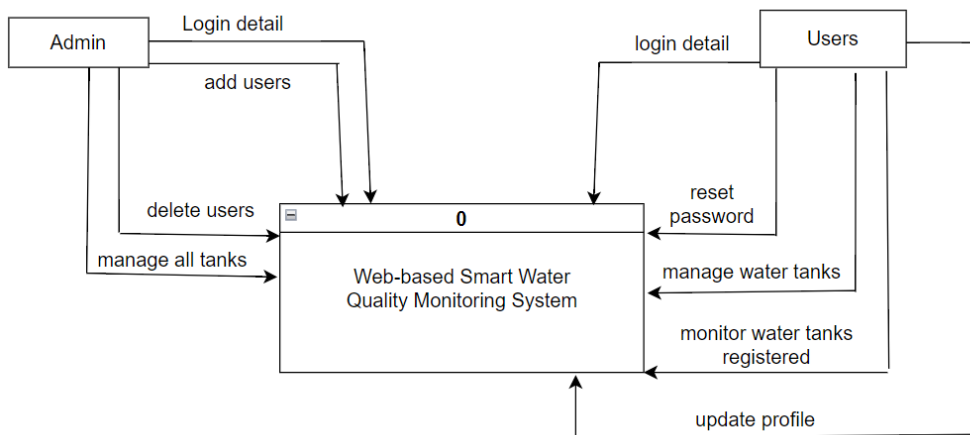 Admin
Login detail
add users
login detail
Users
delete users
manage all tanks
0
Web-based Smart Water
Quality Monitoring System
reset
password
manage water tanks
monitor water tanks
registered
update profile